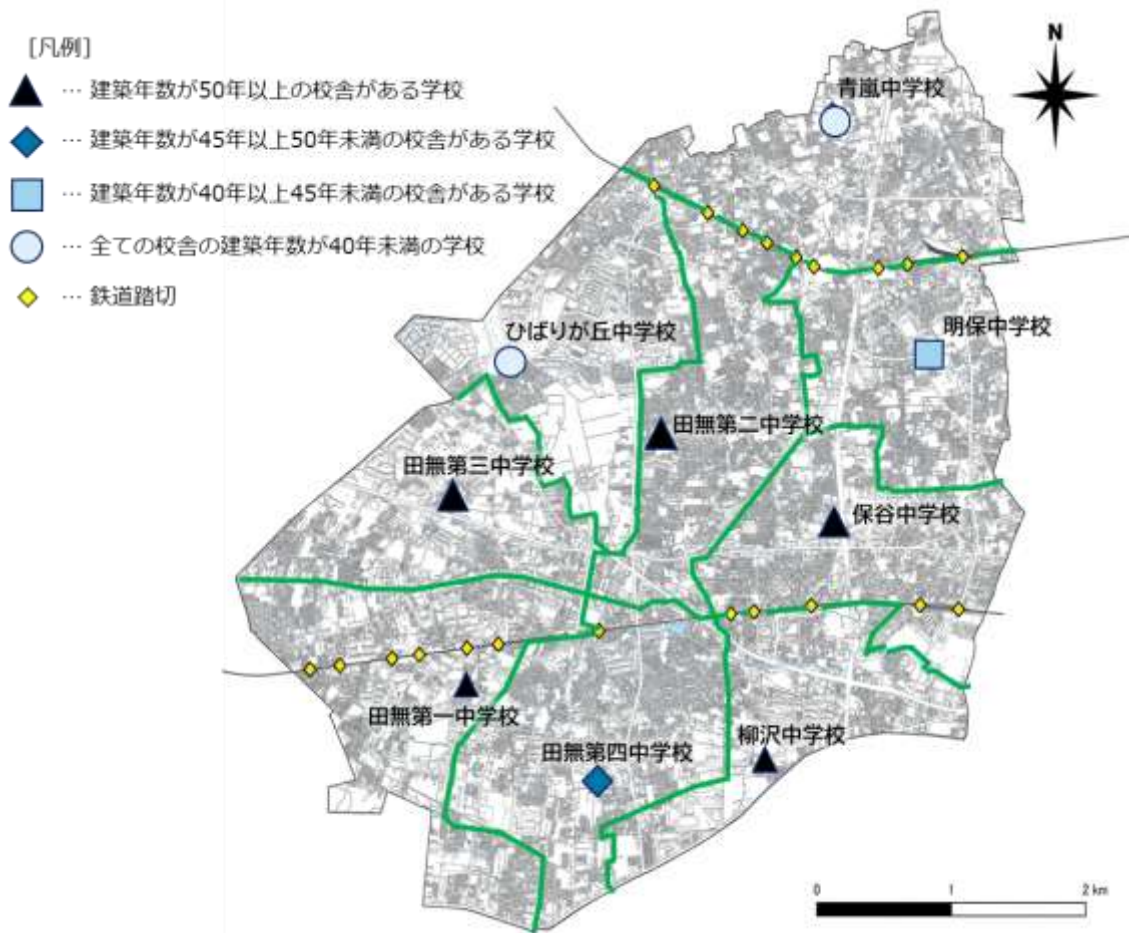 [凡例]
… 建築年数が50年以上の校舎がある学校
… 建築年数が45年以上50年未満の校舎がある学校
… 建築年数が40年以上45年未満の校舎がある学校
… 全ての校舎の建築年数が40年未満の学校
… 鉄道踏切
N
青嵐中学校
ひばりが丘中学校
明保中学校
田無第二中学校
田無第三中学校
保谷中学校
田無第一中学校
田無第四中学校
柳沢中学校
0 1 2 km